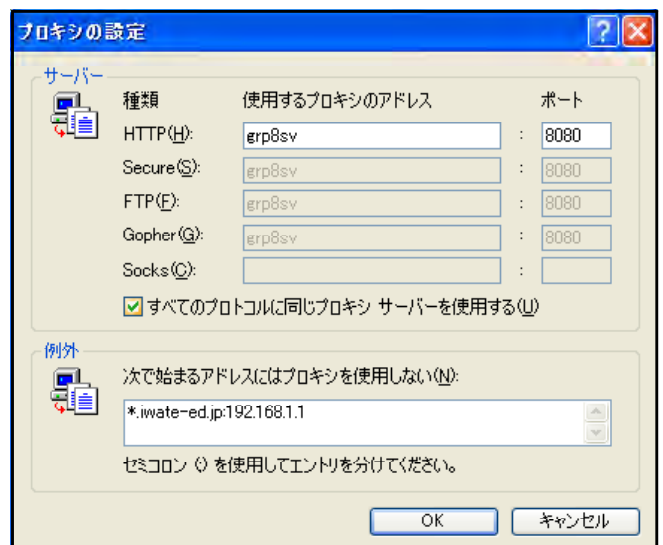 プロキシの設定
サーバー
種類 使用するプロキシのアドレス ポート
HTTP(H): grp8sv : 8080
Secure(S): grp8sv : 8080
FTP(F): grp8sv : 8080
Gopher(G): grp8sv : 8080
Socks(C): :
すべてのプロトコルに同じプロキシ サーバーを使用する(U)
例外
次で始まるアドレスにはプロキシを使用しない(N):
*.iwate-ed.jp:192.168.1.1
セミコロン (;) を使用してエントリを分けてください。
OK キャンセル